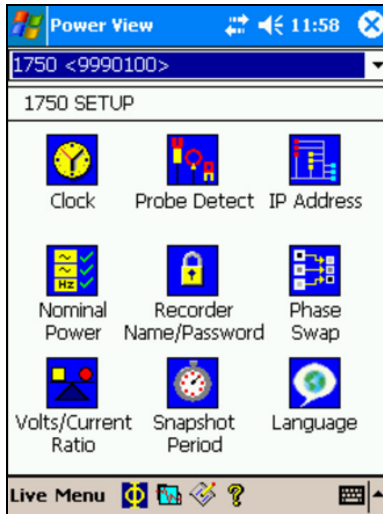 Power View 11:58
1750 <9990100>
1750 SETUP
Clock
Probe Detect
IP Address
Hz
Nominal
Power
Recorder
Name/Password
Phase
Swap
Volts/Current
Ratio
Snapshot
Period
Language
Live Menu